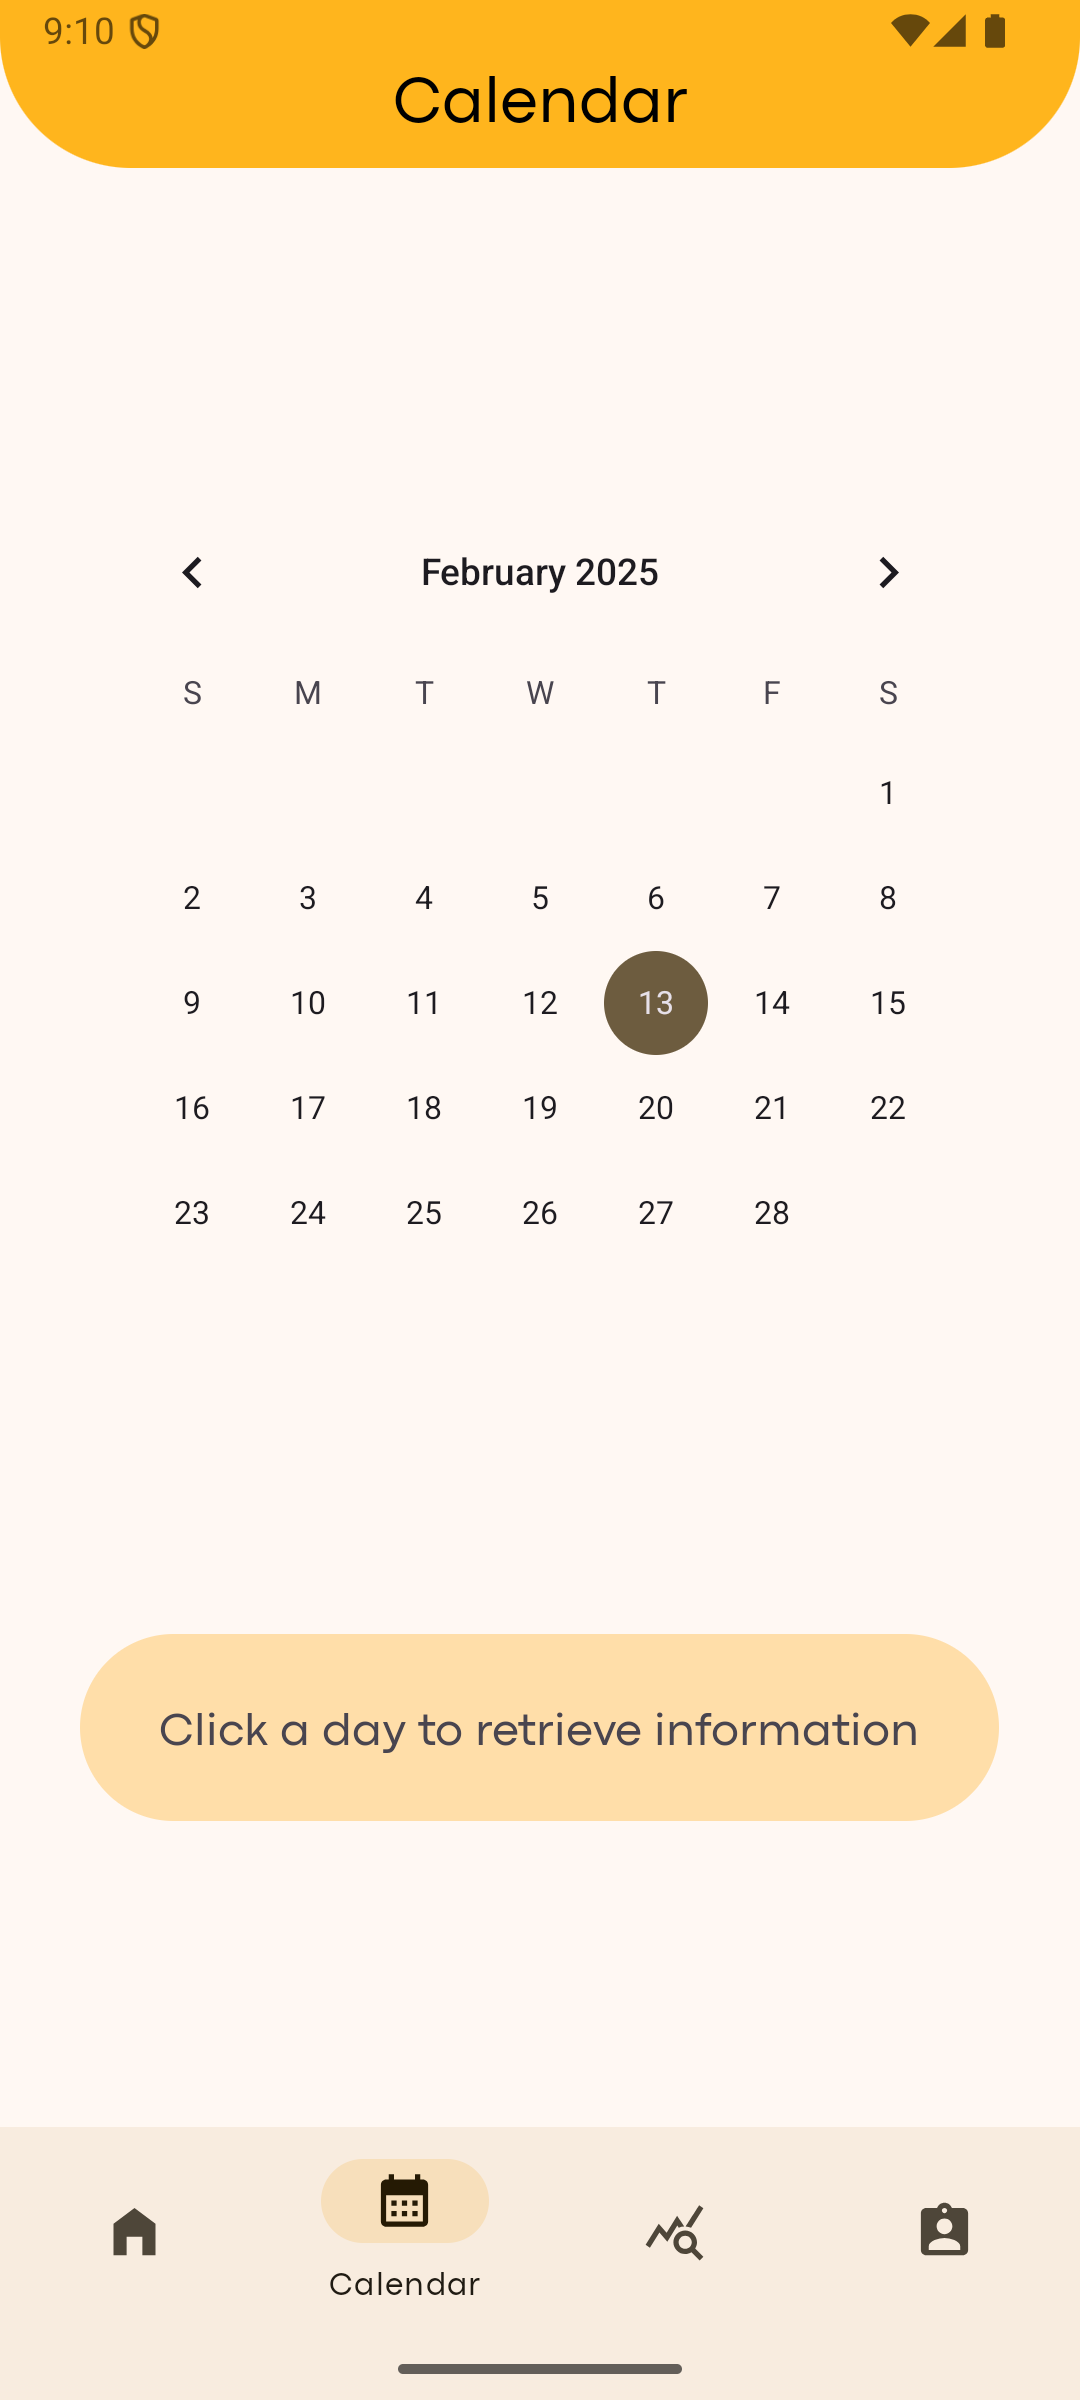 9:10
Calendar
February 2025
S M T W T F S
1
2 3 4 5 6 7 8
9 10 11 12 13 14 15
16 17 18 19 20 21 22
23 24 25 26 27 28
Click a day to retrieve information
Calendar